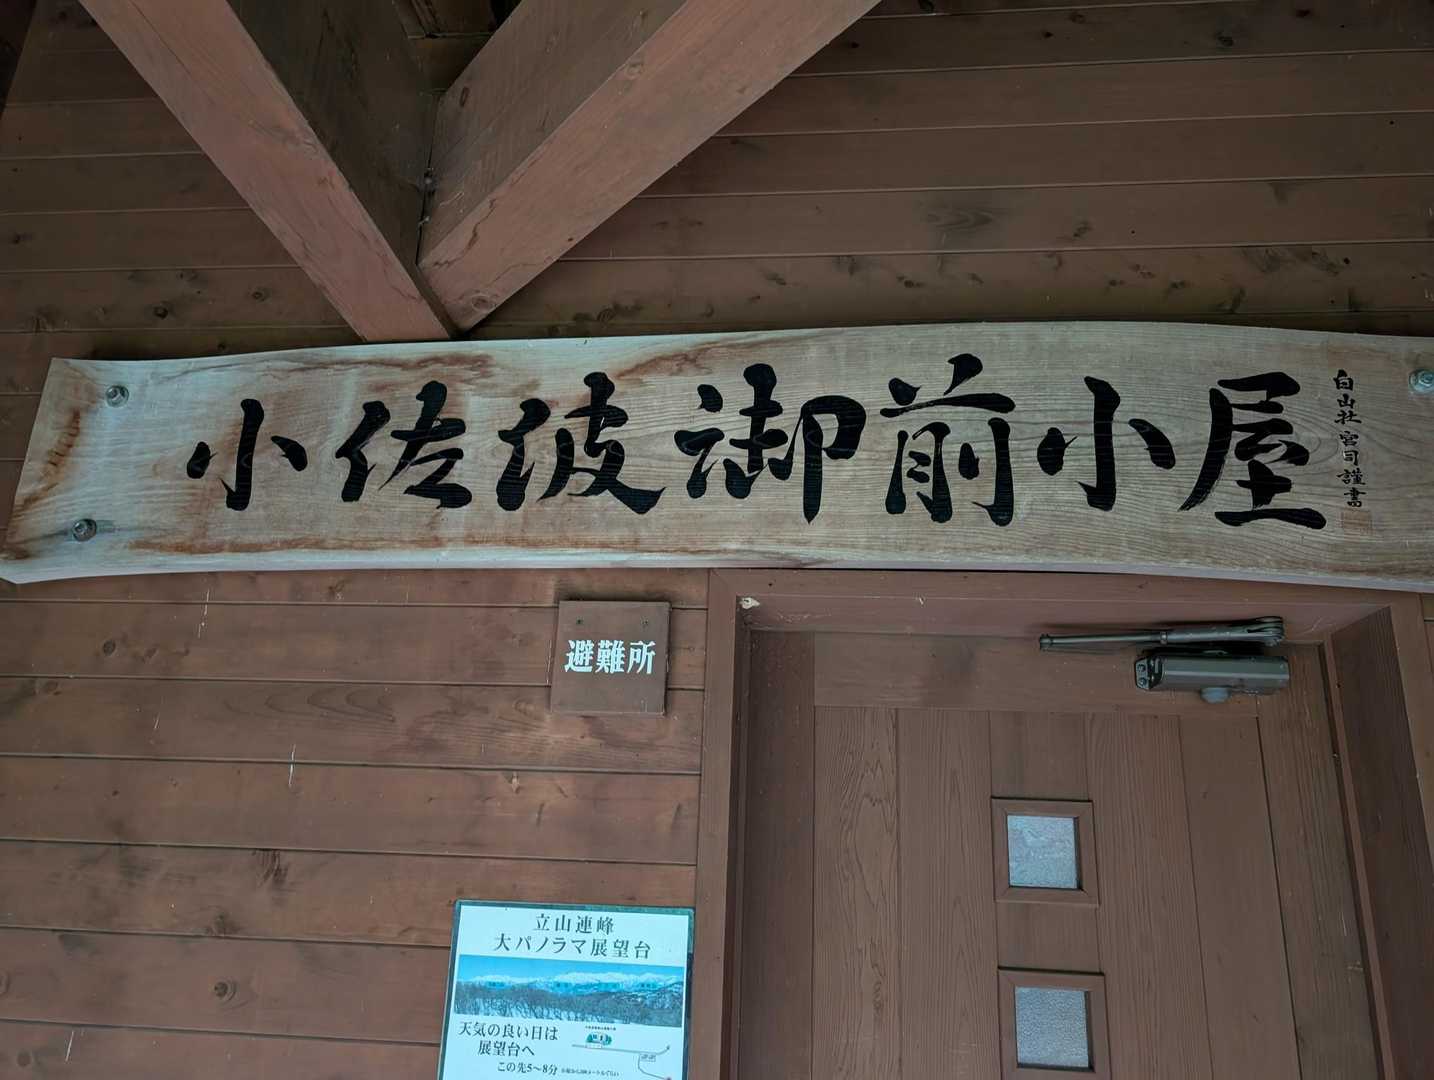 小佐波御前小屋
白山社宮司謹書
避難所
立山連峰
大パノラマ展望台
天気の良い日は
展望台へ
この先5〜8分